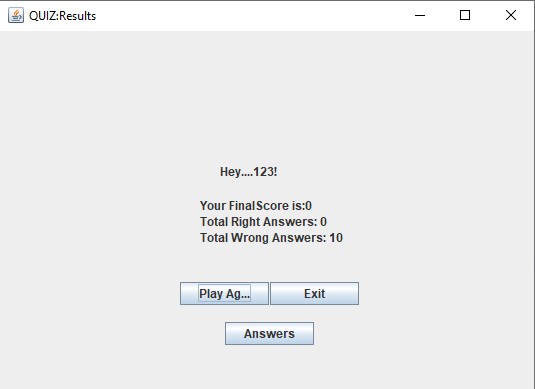 QUIZ:Results
Hey....123!
Your FinalScore is:0
Total Right Answers: 0
Total Wrong Answers: 10
Play Ag... Exit
Answers